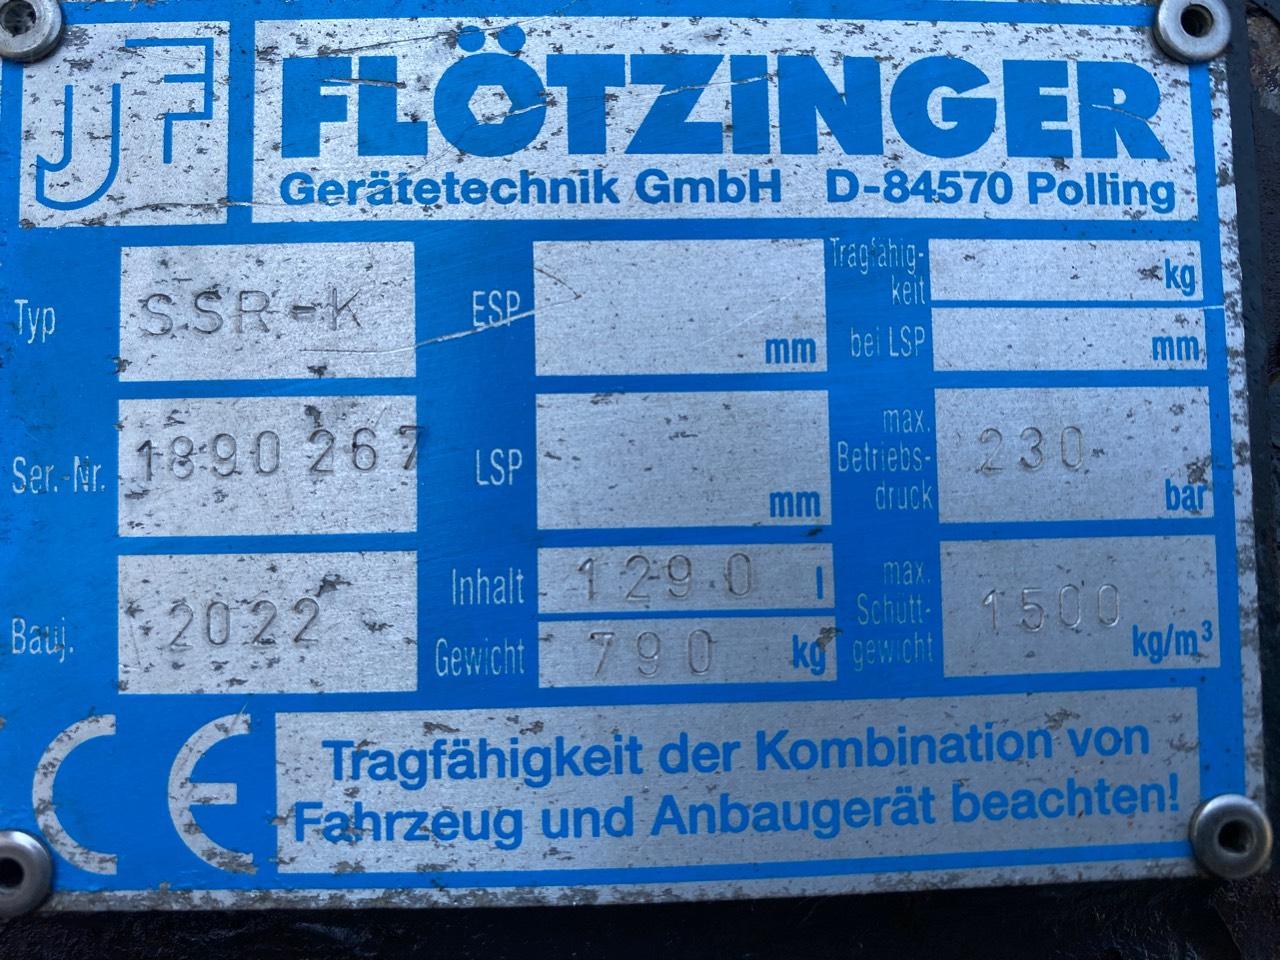 JF
FLÖTZINGER
Gerätetechnik GmbH D-84570 Polling
Typ SSR-K
Ser.-Nr. 1890 267
Bauj. 2022
ESP mm
LSP mm
Inhalt 1290 l
Gewicht 790 kg
Tragfähig-
keit kg
bei LSP mm
max.
Betriebs-
druck 230 bar
max.
Schütt-
gewicht 1500 kg/m³
CE
Tragfähigkeit der Kombination von
Fahrzeug und Anbaugerät beachten!